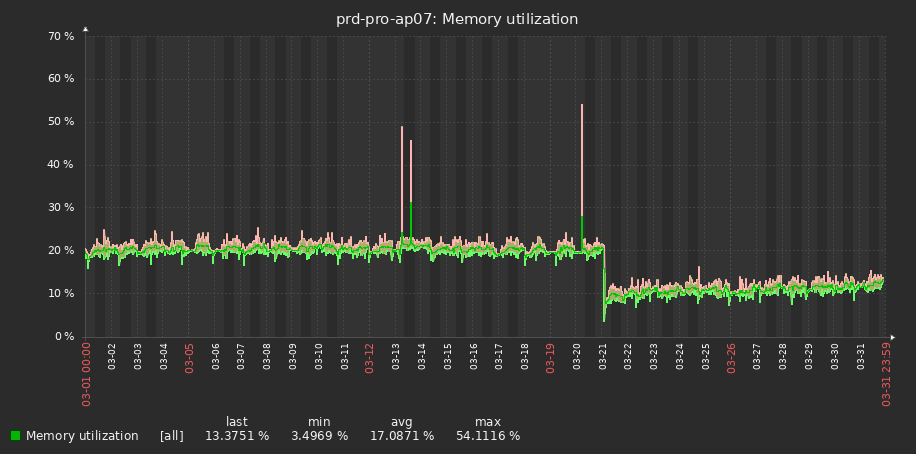 prd-pro-ap07: Memory utilization
70 %
60 %
50 %
40 %
30 %
20 %
10 %
0 %
03-01 00:00 03-02 03-03 03-04 03-05 03-06 03-07 03-08 03-09 03-10 03-11 03-12 03-13 03-14 03-15 03-16 03-17 03-18 03-19 03-20 03-21 03-22 03-23 03-24 03-25 03-26 03-27 03-28 03-29 03-30 03-31 03-31 23:59
last min avg max
Memory utilization [all] 13.3751 % 3.4969 % 17.0871 % 54.1116 %